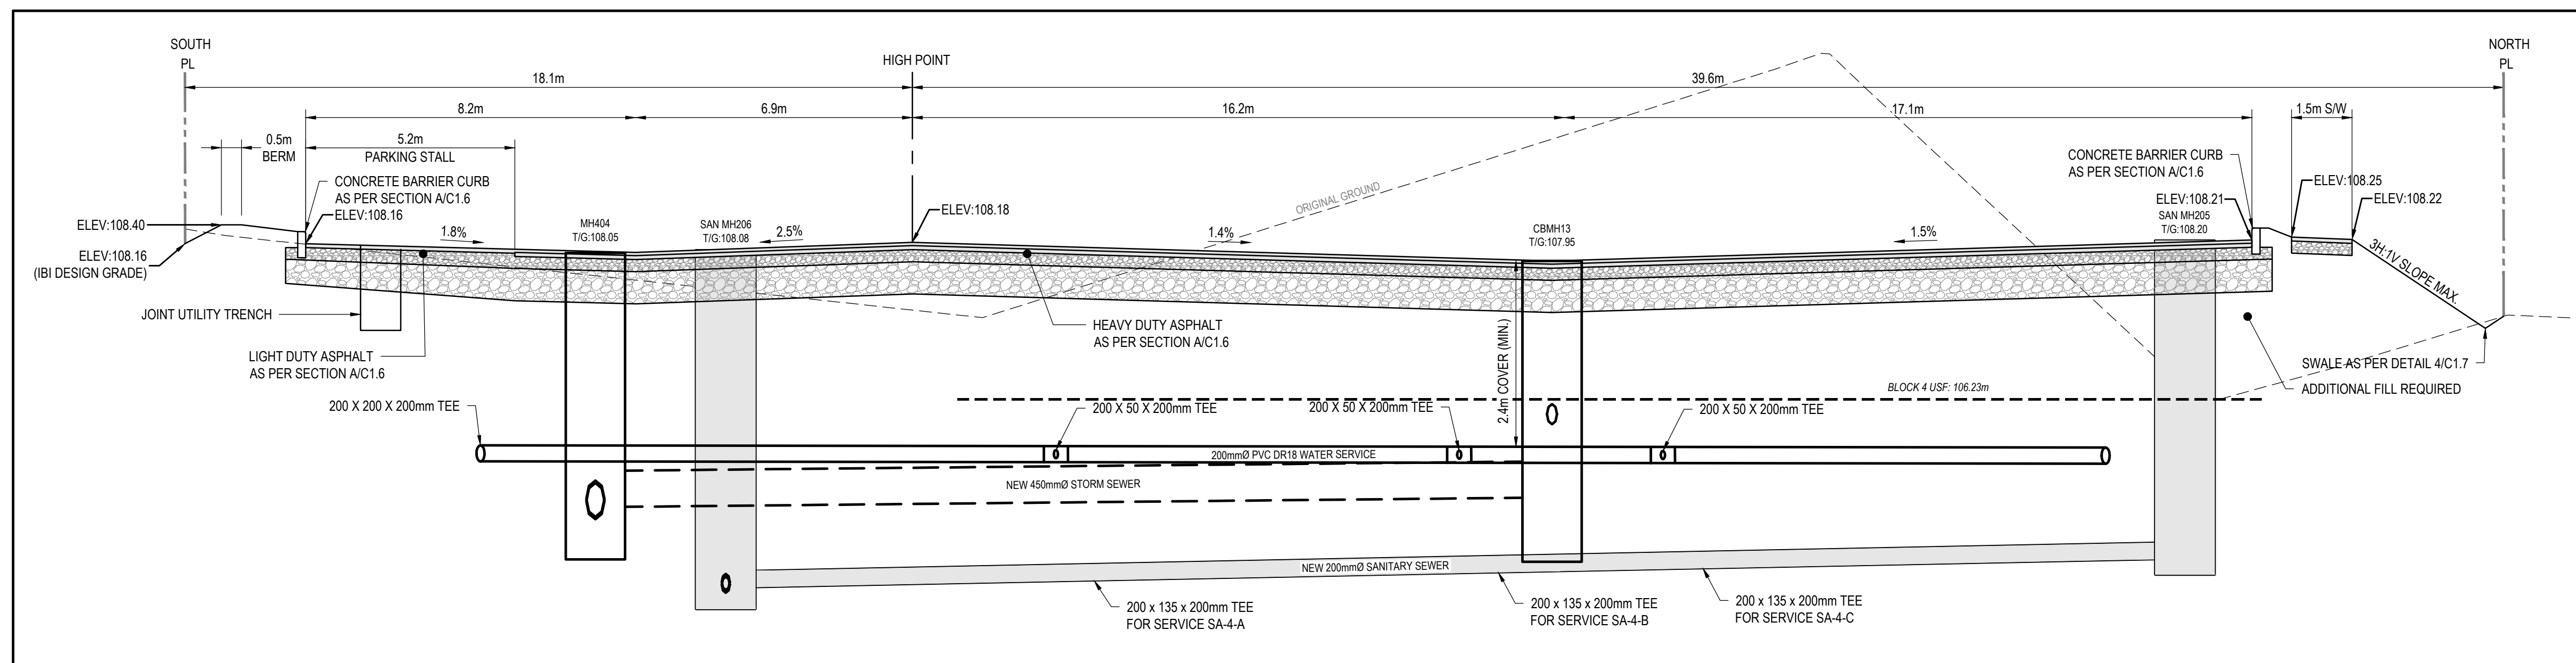 SOUTH
PL
HIGH POINT
NORTH
PL
18.1m
39.6m
8.2m
6.9m
16.2m
17.1m
1.5m S/W
0.5m
BERM
5.2m
PARKING STALL
CONCRETE BARRIER CURB
AS PER SECTION A/C1.6
ELEV:108.16
CONCRETE BARRIER CURB
AS PER SECTION A/C1.6
ELEV:108.21
SAN MH205
T/G:108.20
ELEV:108.25
ELEV:108.22
ORIGINAL GROUND
ELEV:108.40
ELEV:108.16
(IBI DESIGN GRADE)
1.8%
MH404
T/G:108.05
SAN MH206
T/G:108.08
2.5%
ELEV:108.18
1.4%
CBMH13
T/G:107.95
1.5%
3H:1V SLOPE MAX.
JOINT UTILITY TRENCH
LIGHT DUTY ASPHALT
AS PER SECTION A/C1.6
HEAVY DUTY ASPHALT
AS PER SECTION A/C1.6
2.4m COVER (MIN.)
SWALE AS PER DETAIL 4/C1.7
ADDITIONAL FILL REQUIRED
BLOCK 4 USF: 106.23m
200 X 200 X 200mm TEE
200 X 50 X 200mm TEE
200 X 50 X 200mm TEE
200 X 50 X 200mm TEE
200mmØ PVC DR18 WATER SERVICE
NEW 450mmØ STORM SEWER
NEW 200mmØ SANITARY SEWER
200 x 135 x 200mm TEE
FOR SERVICE SA-4-A
200 x 135 x 200mm TEE
FOR SERVICE SA-4-B
200 x 135 x 200mm TEE
FOR SERVICE SA-4-C